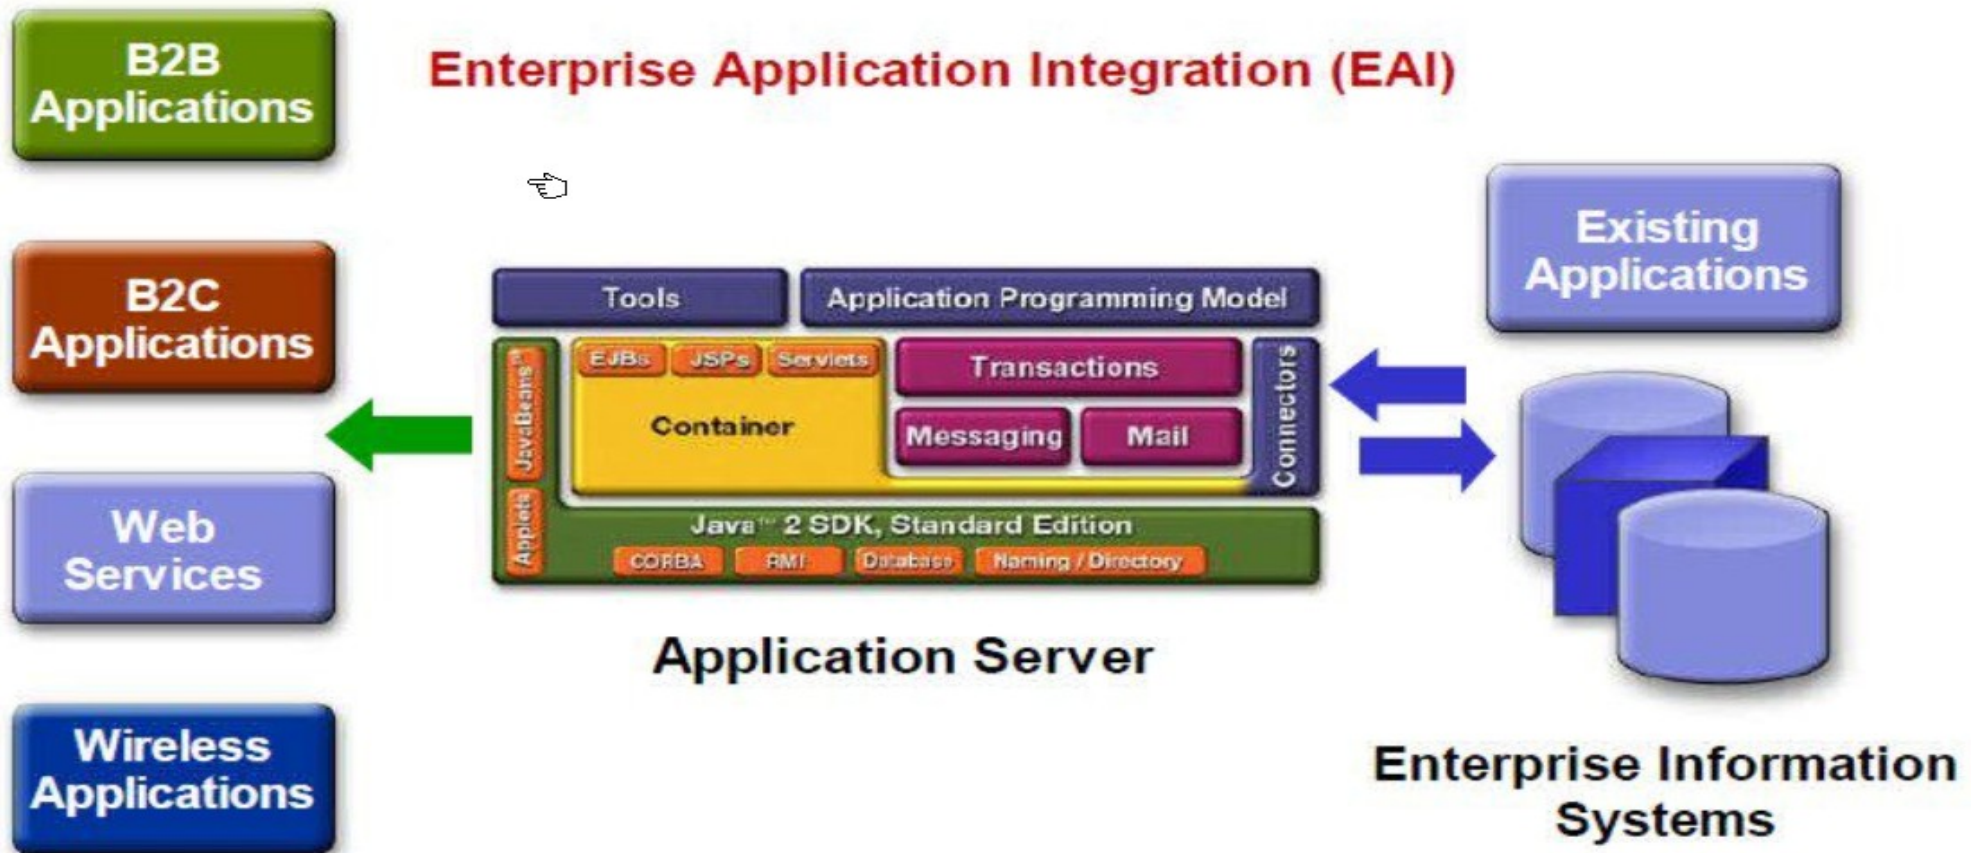 Enterprise Application Integration (EAI)
B2B
Applications
B2C
Applications
Web
Services
Wireless
Applications
Tools
Application Programming Model
EJBs
JSPs
Servlets
Container
Transactions
Messaging
Mail
Connectors
JavaBeans™
Applets
Java™ 2 SDK, Standard Edition
CORBA
RMI
Database
Naming / Directory
Application Server
Existing
Applications
Enterprise Information
Systems